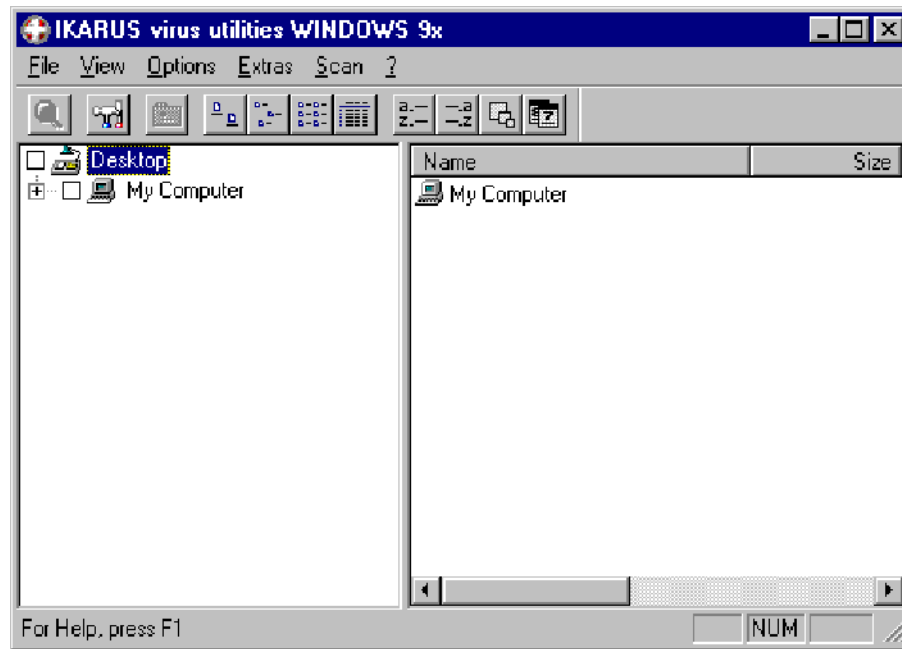 IKARUS virus utilities WINDOWS 9x
File View Options Extras Scan ?
a z a z
Desktop
My Computer
Name Size
My Computer
For Help, press F1 NUM